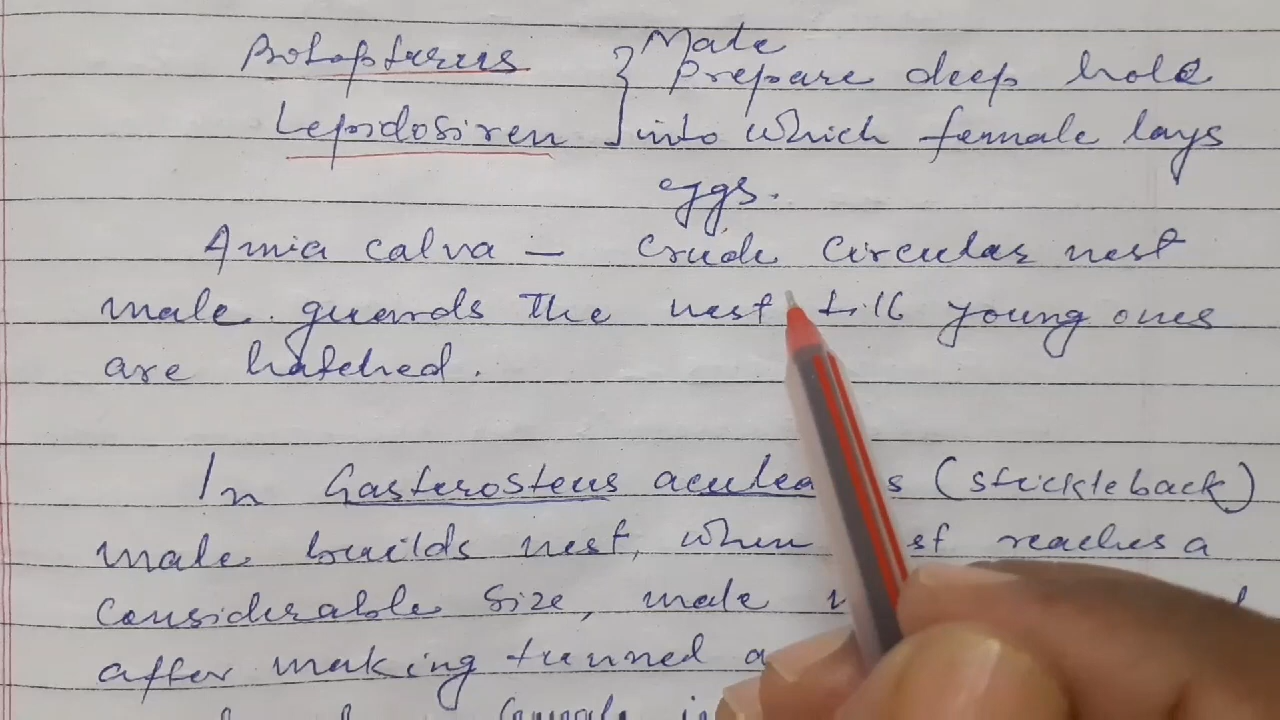 Protopterus } Male
Prepare deep hole
Lepidosiren } into which female lays
eggs.
Amia calva – Crude Circular nest
male guards the nest till young ones
are hatched.
In Gasterosteus (stickleback)
male builds nest, when reaches a
Considerable Size, male
after making tunnel
female in